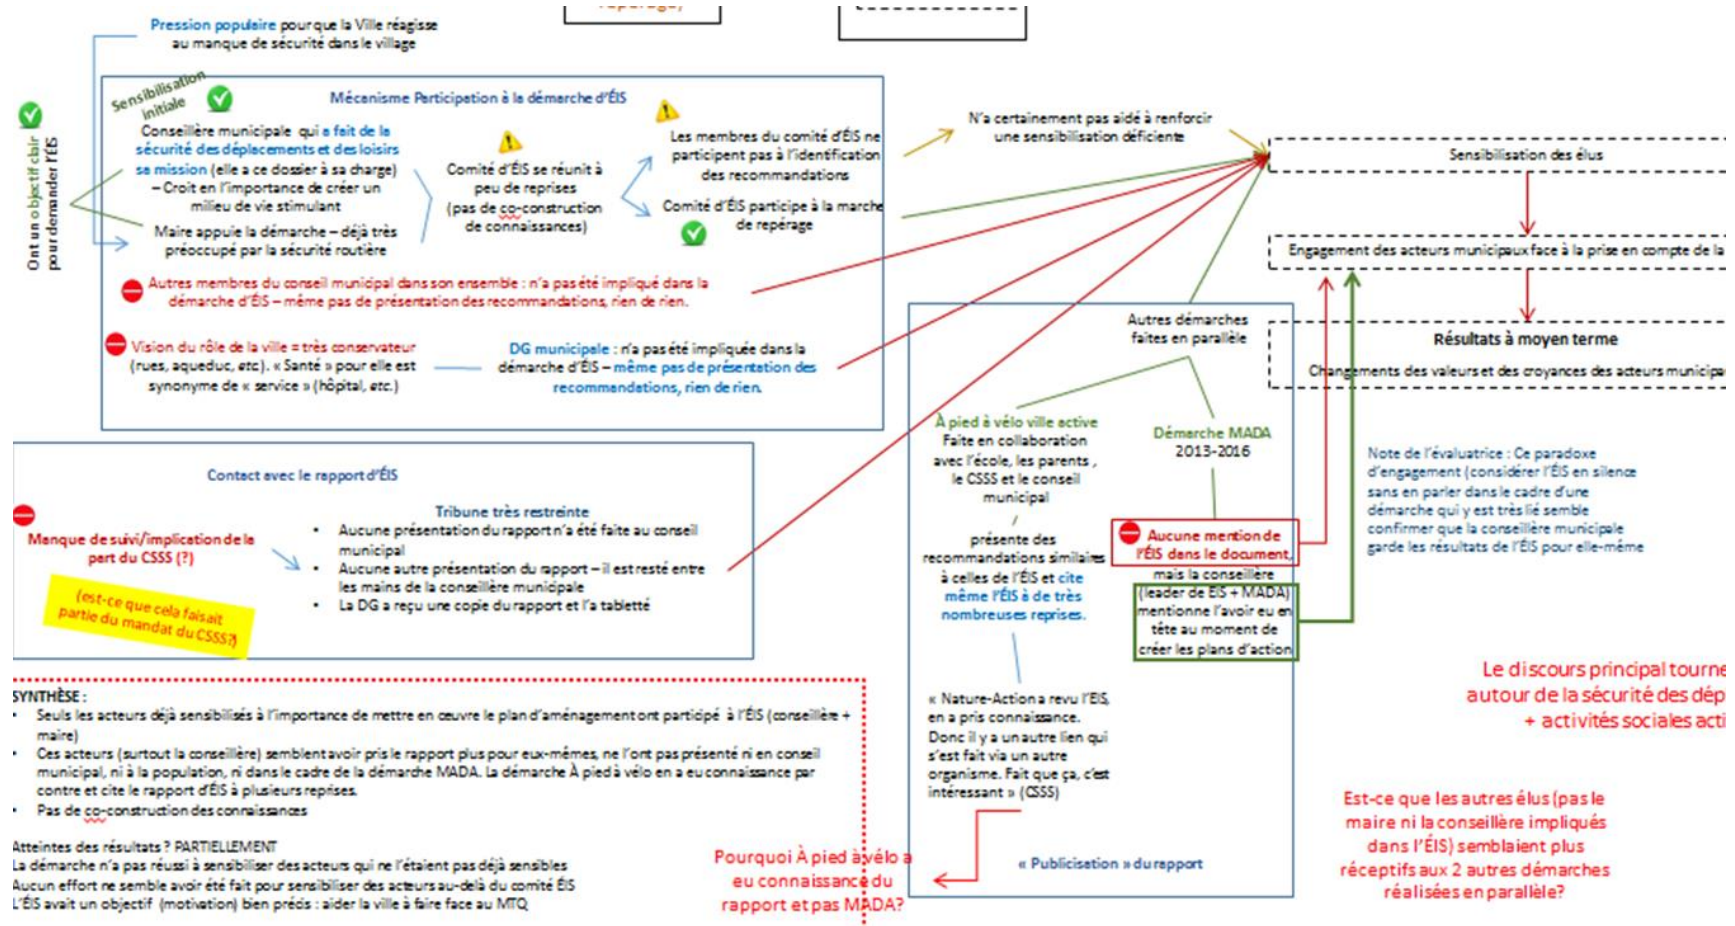 repérage)
Pression populaire pour que la Ville réagisse
au manque de sécurité dans le village
Ont un objectif clair
pour demander l'ÉIS
Sensibilisation
initiale
Mécanisme Participation à la démarche d'ÉIS
Conseillère municipale qui a fait de la
sécurité des déplacements et des loisirs
sa mission (elle a ce dossier à sa charge)
– Croit en l'importance de créer un
milieu de vie stimulant
Maire appuie la démarche – déjà très
préoccupé par la sécurité routière
Comité d'ÉIS se réunit à
peu de reprises
(pas de co-construction
de connaissances)
Les membres du comité d'ÉIS ne
participent pas à l'identification
des recommandations
Comité d'ÉIS participe à la marche
de repérage
Autres membres du conseil municipal dans son ensemble : n'a pas été impliqué dans la
démarche d'ÉIS – même pas de présentation des recommandations, rien de rien.
Vision du rôle de la ville = très conservateur
(rues, aqueduc, etc). « Santé » pour elle est
synonyme de « service » (hôpital, etc.)
DG municipale : n'a pas été impliquée dans la
démarche d'ÉIS – même pas de présentation des
recommandations, rien de rien.
N'a certainement pas aidé à renforcir
une sensibilisation déficiente
Sensibilisation des élus
Engagement des acteurs municipaux face à la prise en compte de la
Résultats à moyen terme
Changements des valeurs et des croyances des acteurs municipa
Autres démarches
faites en parallèle
À pied à vélo ville active
Faite en collaboration
avec l'école, les parents ,
le CSSS et le conseil
municipal
présente des
recommandations similaires
à celles de l'ÉIS et cite
même l'ÉIS à de très
nombreuses reprises.
« Nature-Action a revu l'EIS,
en a pris connaissance.
Donc il y a un autre lien qui
s'est fait via un autre
organisme. Fait que ça, c'est
intéressant » (CSSS)
Démarche MADA
2013-2016
Aucune mention de
l'ÉIS dans le document,
mais la conseillère
(leader de EIS + MADA)
mentionne l'avoir eu en
tête au moment de
créer les plans d'action
« Publicisation » du rapport
Note de l'évaluatrice : Ce paradoxe
d'engagement (considérer l'ÉIS en silence
sans en parler dans le cadre d'une
démarche qui y est très lié semble
confirmer que la conseillère municipale
garde les résultats de l'ÉIS pour elle-même
Contact avec le rapport d'ÉIS
Manque de suivi/implication de la
part du CSSS (?)
(est-ce que cela faisait
partie du mandat du CSSS?)
Tribune très restreinte
• Aucune présentation du rapport n'a été faite au conseil
municipal
• Aucune autre présentation du rapport – il est resté entre
les mains de la conseillère municipale
• La DG a reçu une copie du rapport et l'a tabletté
SYNTHÈSE :
• Seuls les acteurs déjà sensibilisés à l'importance de mettre en œuvre le plan d'aménagement ont participé à l'ÉIS (conseillère +
maire)
• Ces acteurs (surtout la conseillère) semblent avoir pris le rapport plus pour eux-mêmes, ne l'ont pas présenté ni en conseil
municipal, ni à la population, ni dans le cadre de la démarche MADA. La démarche À pied à vélo en a eu connaissance par
contre et cite le rapport d'ÉIS à plusieurs reprises.
• Pas de co-construction des connaissances
Atteintes des résultats ? PARTIELLEMENT
La démarche n'a pas réussi à sensibiliser des acteurs qui ne l'étaient pas déjà sensibles
Aucun effort ne semble avoir été fait pour sensibiliser des acteurs au-delà du comité ÉIS
L'ÉIS avait un objectif (motivation) bien précis : aider la ville à faire face au MTQ
Pourquoi À pied à vélo a
eu connaissance du
rapport et pas MADA?
Le discours principal tourne
autour de la sécurité des dép
+ activités sociales acti
Est-ce que les autres élus (pas le
maire ni la conseillère impliqués
dans l'ÉIS) semblaient plus
réceptifs aux 2 autres démarches
réalisées en parallèle?